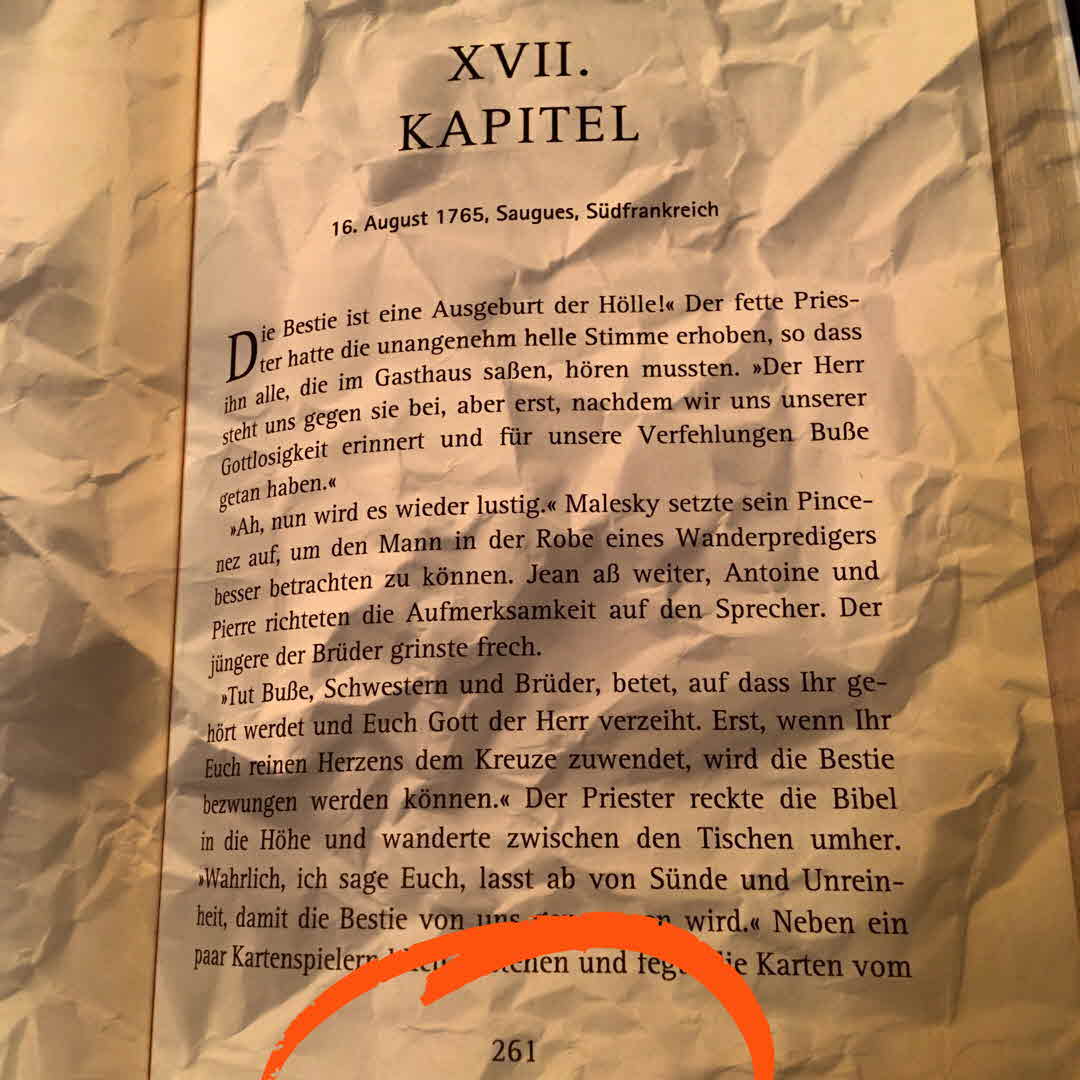 XVII.
KAPITEL
16. August 1765, Saugues, Südfrankreich
Die Bestie ist eine Ausgeburt der Hölle!« Der fette Pries-
ter hatte die unangenehm helle Stimme erhoben, so dass
ihn alle, die im Gasthaus saßen, hören mussten. »Der Herr
steht uns gegen sie bei, aber erst, nachdem wir uns unserer
Gottlosigkeit erinnert und für unsere Verfehlungen Buße
getan haben.«
»Ah, nun wird es wieder lustig.« Malesky setzte sein Pince-
nez auf, um den Mann in der Robe eines Wanderpredigers
besser betrachten zu können. Jean aß weiter, Antoine und
Pierre richteten die Aufmerksamkeit auf den Sprecher. Der
jüngere der Brüder grinste frech.
»Tut Buße, Schwestern und Brüder, betet, auf dass Ihr ge-
hört werdet und Euch Gott der Herr verzeiht. Erst, wenn Ihr
Euch reinen Herzens dem Kreuze zuwendet, wird die Bestie
bezwungen werden können.« Der Priester reckte die Bibel
in die Höhe und wanderte zwischen den Tischen umher.
»Wahrlich, ich sage Euch, lasst ab von Sünde und Unrein-
heit, damit die Bestie von uns wird.« Neben ein
paar Kartenspielern und die Karten vom
261